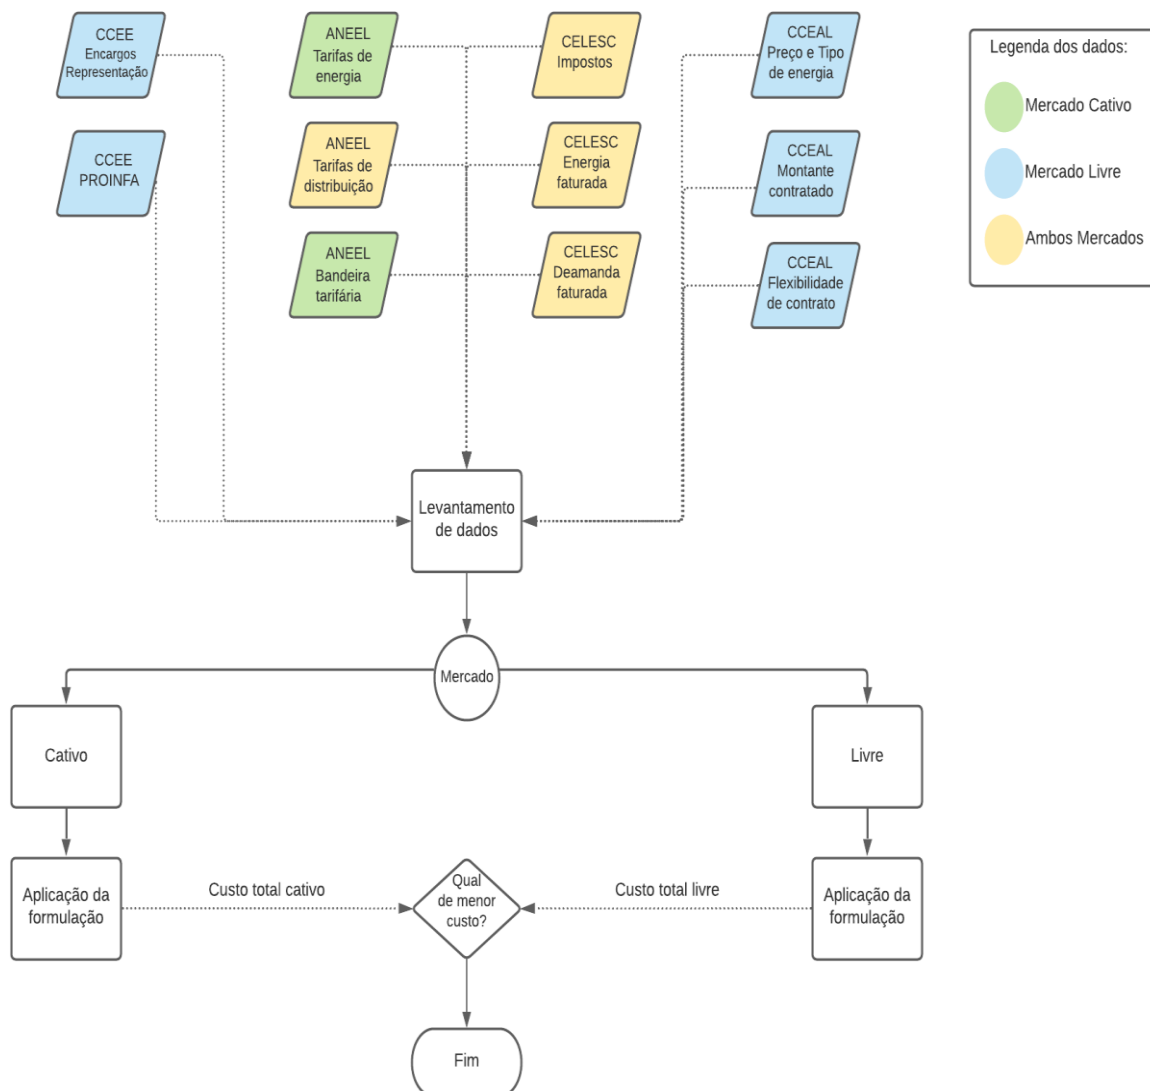 CCEE
Encargos
Representação
ANEEL
Tarifas de
energia
CELESC
Impostos
CCEAL
Preço e Tipo
de energia
Legenda dos dados:
Mercado Cativo
Mercado Livre
Ambos Mercados
CCEE
PROINFA
ANEEL
Tarifas de
distribuição
CELESC
Energia
faturada
CCEAL
Montante
contratado
ANEEL
Bandeira
tarifária
CELESC
Deamanda
faturada
CCEAL
Flexibilidade
de contrato
Levantamento
de dados
Mercado
Cativo
Livre
Aplicação da
formulação
Custo total cativo
Qual
de menor
custo?
Custo total livre
Aplicação da
formulação
Fim